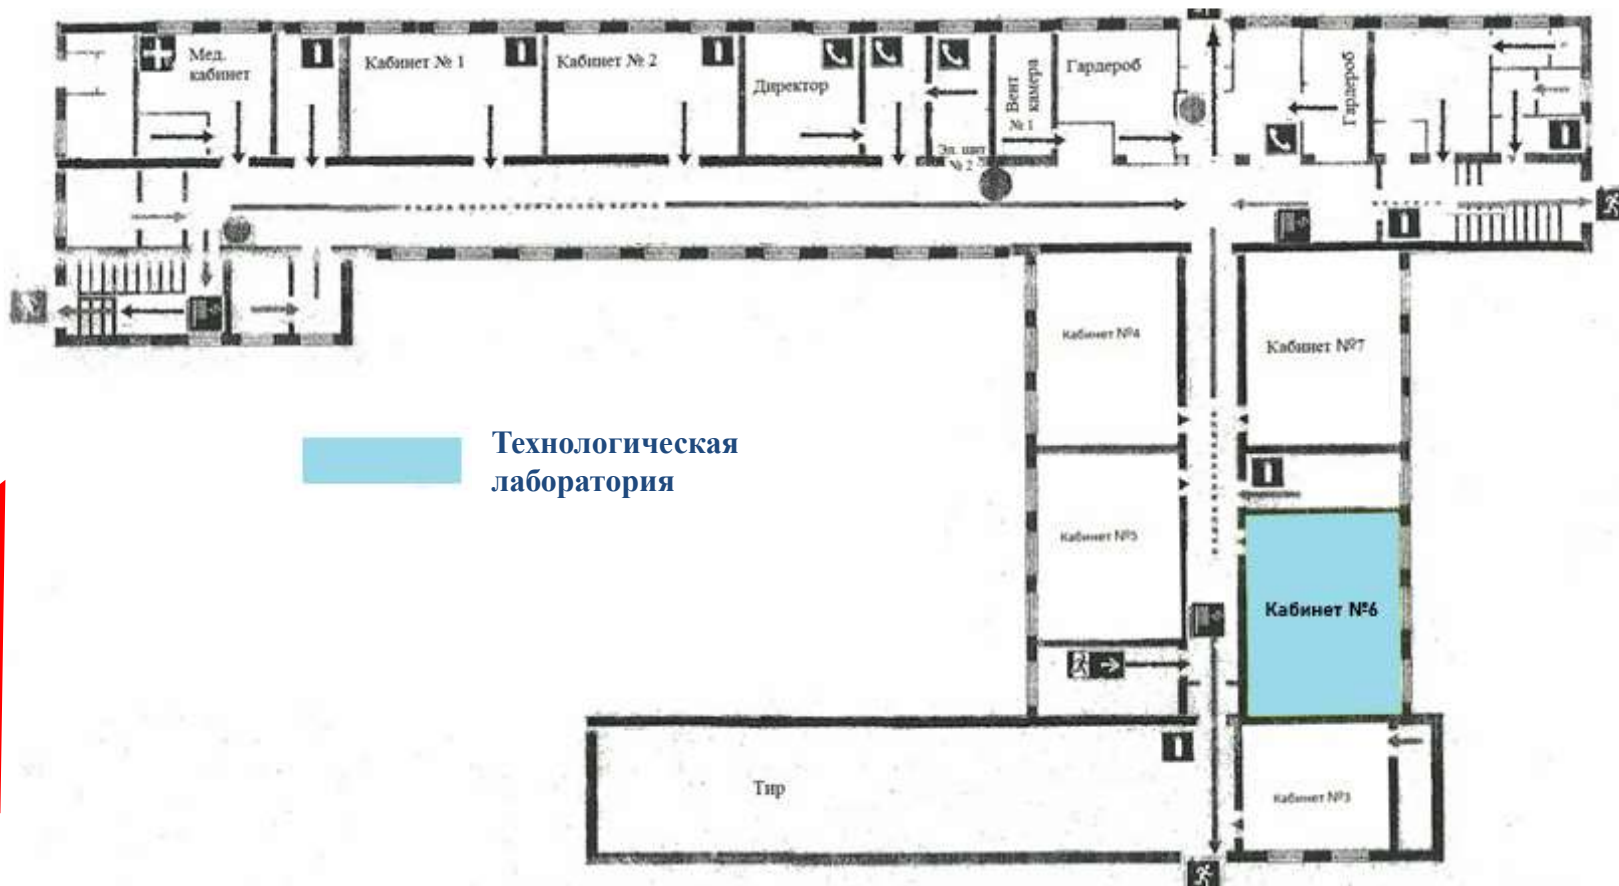 Мед.
кабинет
Кабинет № 1
Кабинет № 2
Директор
Эл. щит
№ 2
Вент
камера
№ 1
Гардероб
Гардероб
Кабинет №4
Кабинет №7
Технологическая
лаборатория
Кабинет №5
Кабинет №6
Тир
Кабинет №3